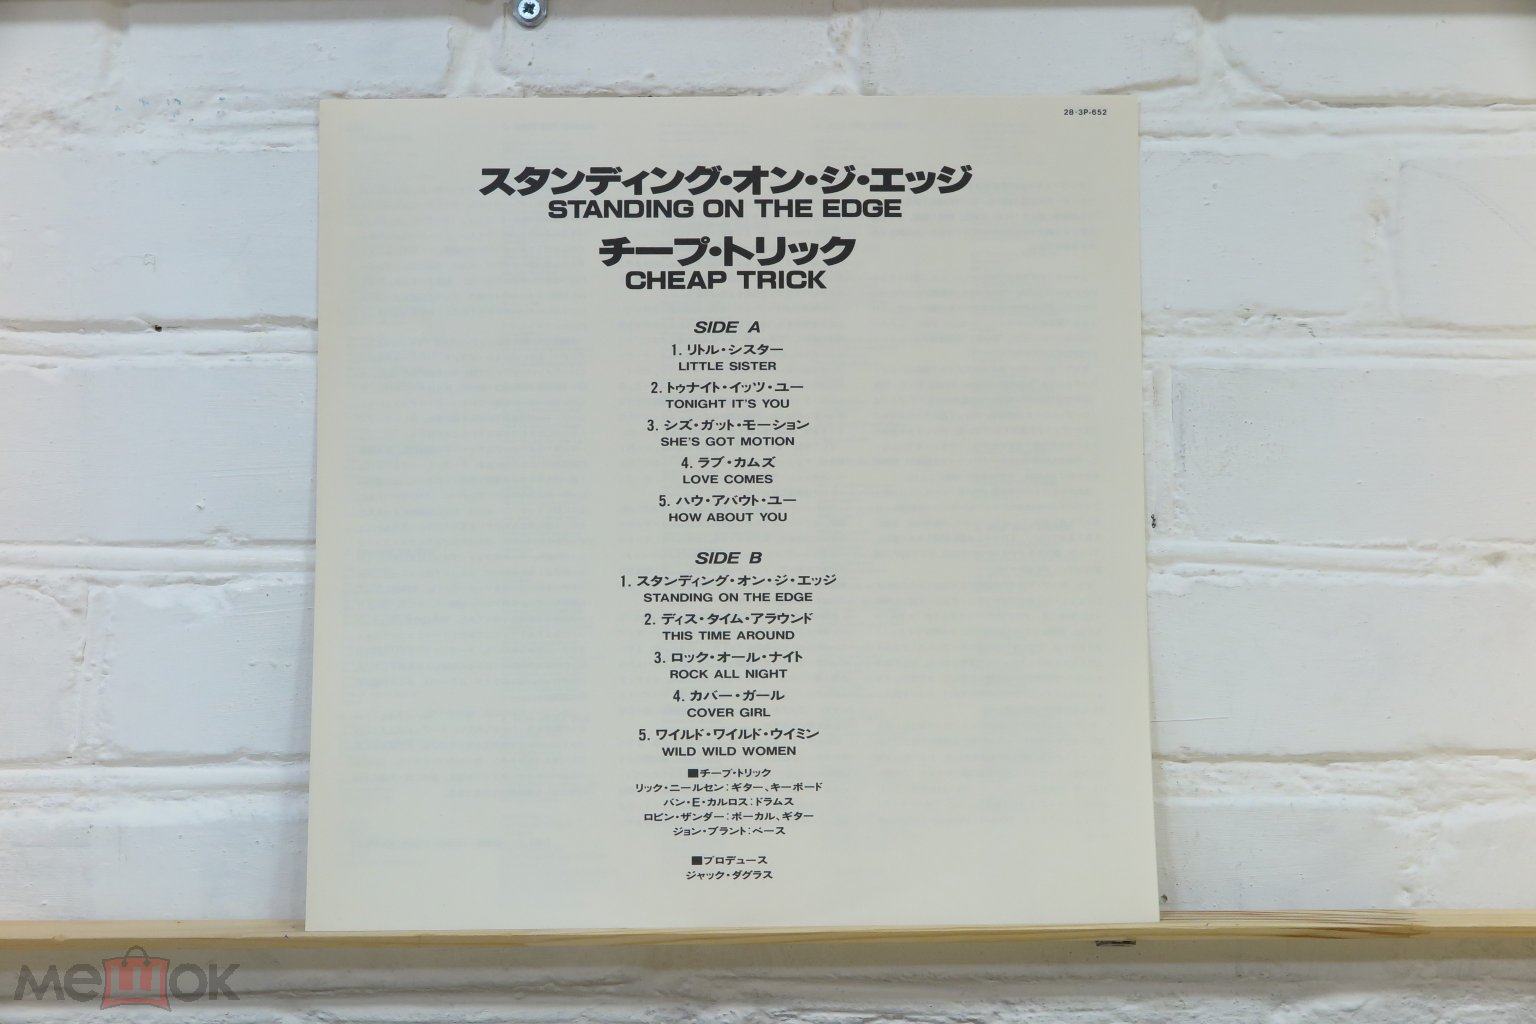 28·3P-652
スタンディング・オン・ジ・エッジ
STANDING ON THE EDGE
チープ・トリック
CHEAP TRICK
SIDE A
1. リトル・シスター
LITTLE SISTER
2. トゥナイト・イッツ・ユー
TONIGHT IT'S YOU
3. シズ・ガット・モーション
SHE'S GOT MOTION
4. ラブ・カムズ
LOVE COMES
5. ハウ・アバウト・ユー
HOW ABOUT YOU
SIDE B
1. スタンディング・オン・ジ・エッジ
STANDING ON THE EDGE
2. ディス・タイム・アラウンド
THIS TIME AROUND
3. ロック・オール・ナイト
ROCK ALL NIGHT
4. カバー・ガール
COVER GIRL
5. ワイルド・ワイルド・ウイミン
WILD WILD WOMEN
■チープ・トリック
リック・ニールセン:ギター、キーボード
バン・E・カルロス:ドラムス
ロビン・ザンダー:ボーカル、ギター
ジョン・ブラント:ベース
■プロデュース
ジャック・ダグラス
мешок